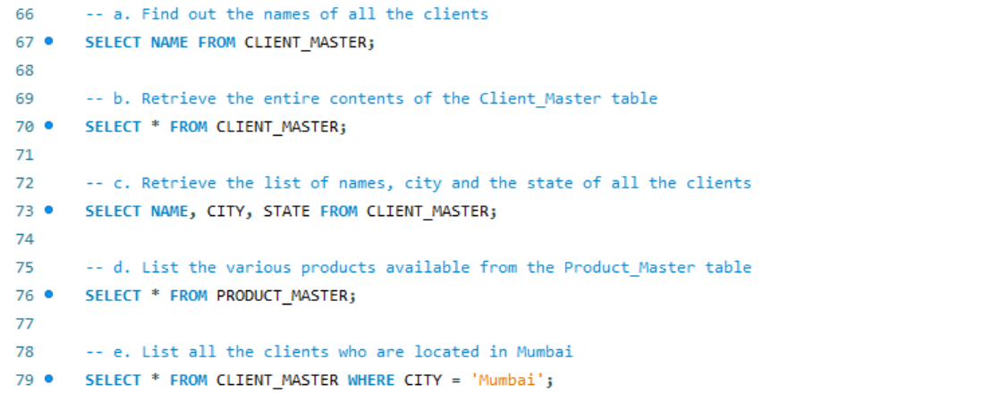 66 -- a. Find out the names of all the clients
67 SELECT NAME FROM CLIENT_MASTER;
68
69 -- b. Retrieve the entire contents of the Client_Master table
70 SELECT * FROM CLIENT_MASTER;
71
72 -- c. Retrieve the list of names, city and the state of all the clients
73 SELECT NAME, CITY, STATE FROM CLIENT_MASTER;
74
75 -- d. List the various products available from the Product_Master table
76 SELECT * FROM PRODUCT_MASTER;
77
78 -- e. List all the clients who are located in Mumbai
79 SELECT * FROM CLIENT_MASTER WHERE CITY = 'Mumbai';